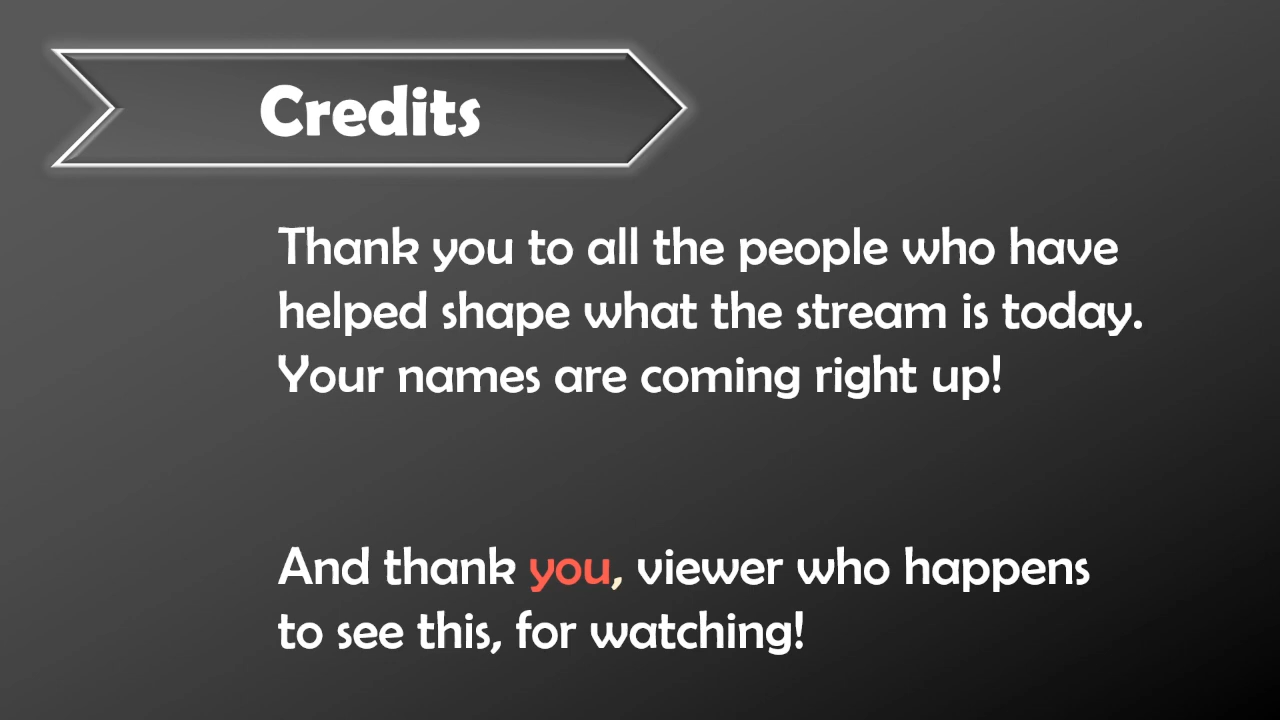 Credits
Thank you to all the people who have
helped shape what the stream is today.
Your names are coming right up!
And thank you, viewer who happens
to see this, for watching!